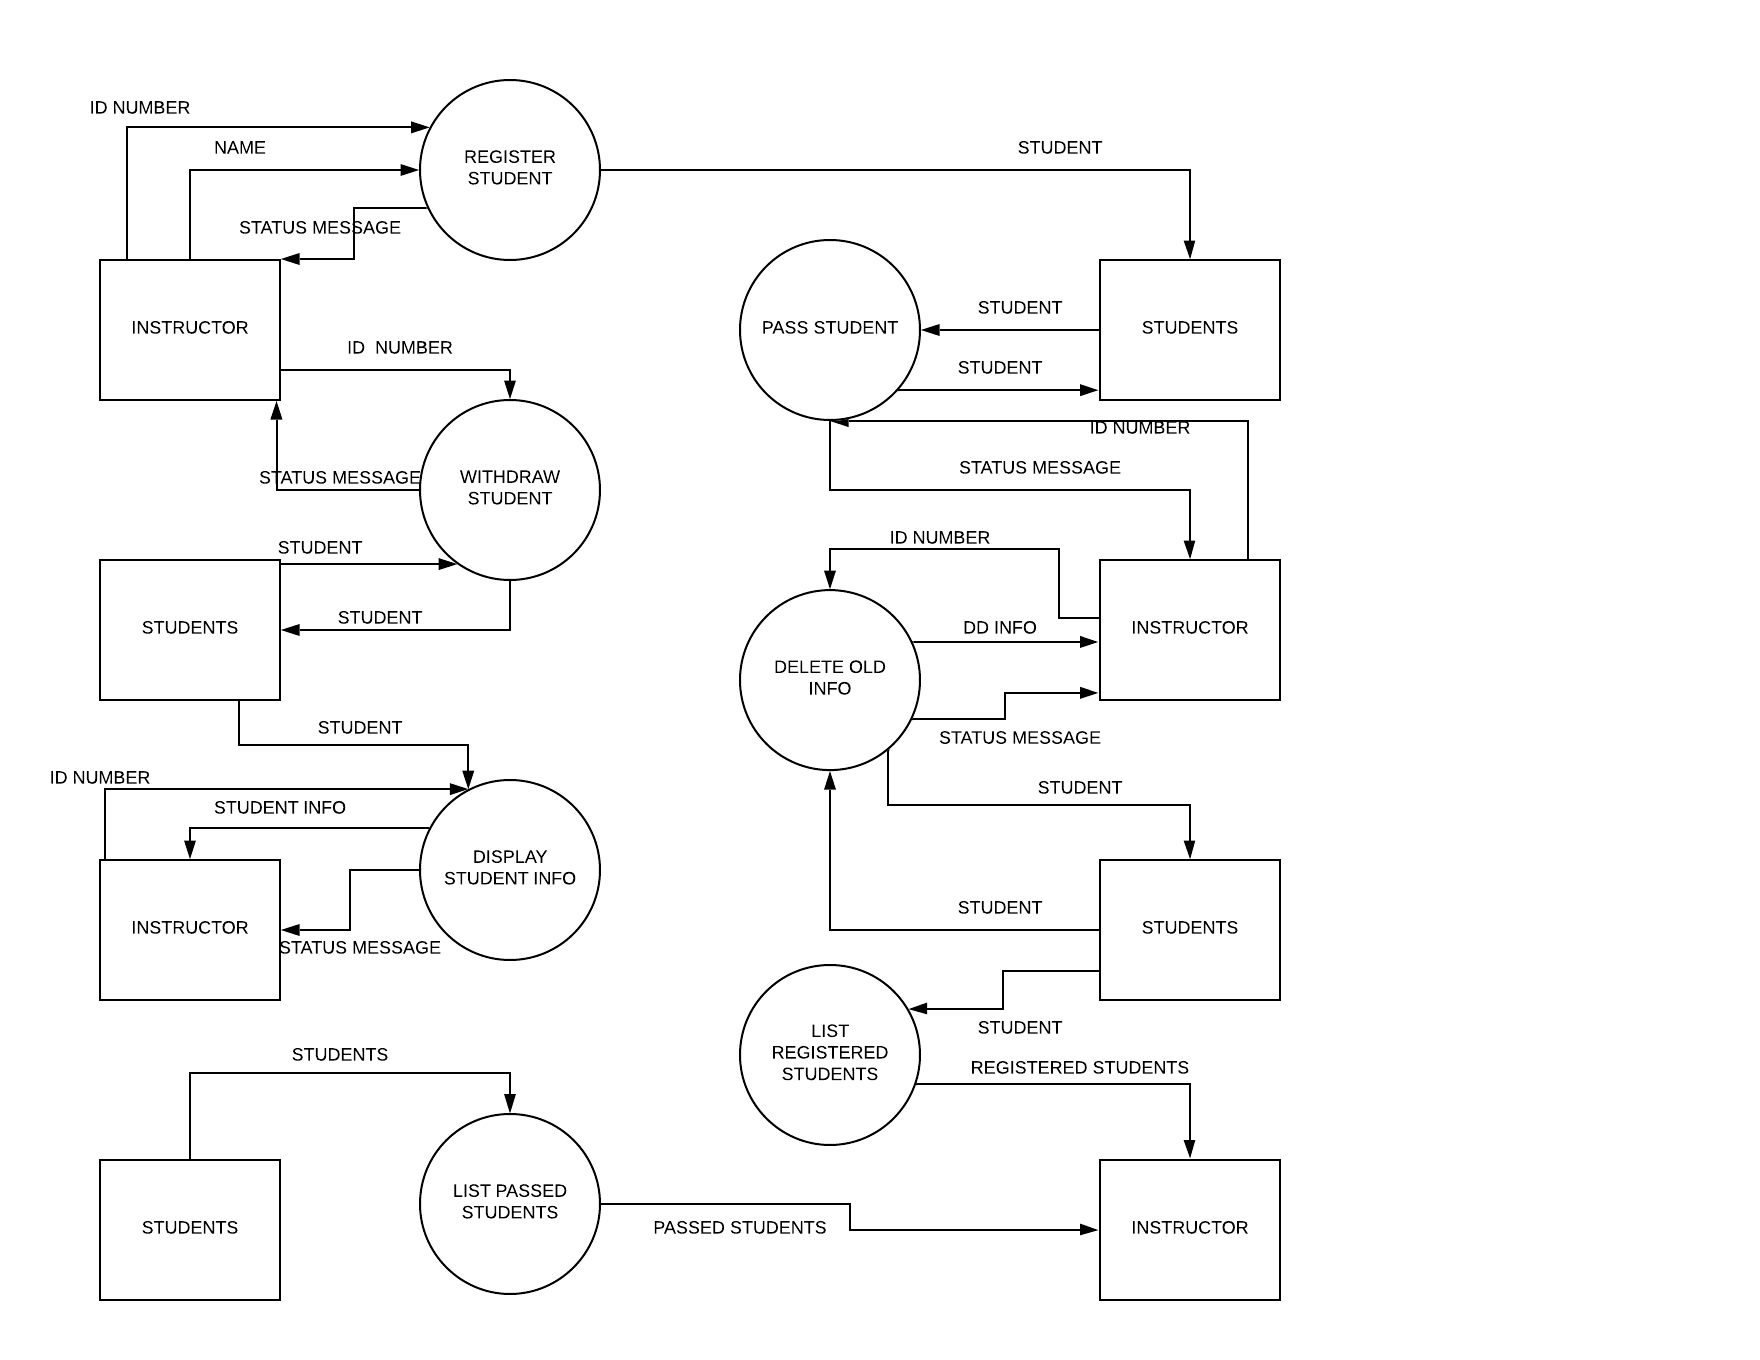 ID NUMBER
NAME
REGISTER
STUDENT
STUDENT
STATUS MESSAGE
INSTRUCTOR
PASS STUDENT
STUDENT
STUDENTS
ID  NUMBER
STUDENT
ID NUMBER
STATUS MESSAGE
STATUS MESSAGE
WITHDRAW
STUDENT
STUDENT
ID NUMBER
STUDENTS
STUDENT
DD INFO
INSTRUCTOR
DELETE OLD
INFO
STUDENT
STATUS MESSAGE
ID NUMBER
STUDENT INFO
STUDENT
DISPLAY
STUDENT INFO
INSTRUCTOR
STATUS MESSAGE
STUDENT
STUDENTS
LIST
REGISTERED
STUDENTS
STUDENT
STUDENTS
REGISTERED STUDENTS
STUDENTS
LIST PASSED
STUDENTS
PASSED STUDENTS
INSTRUCTOR